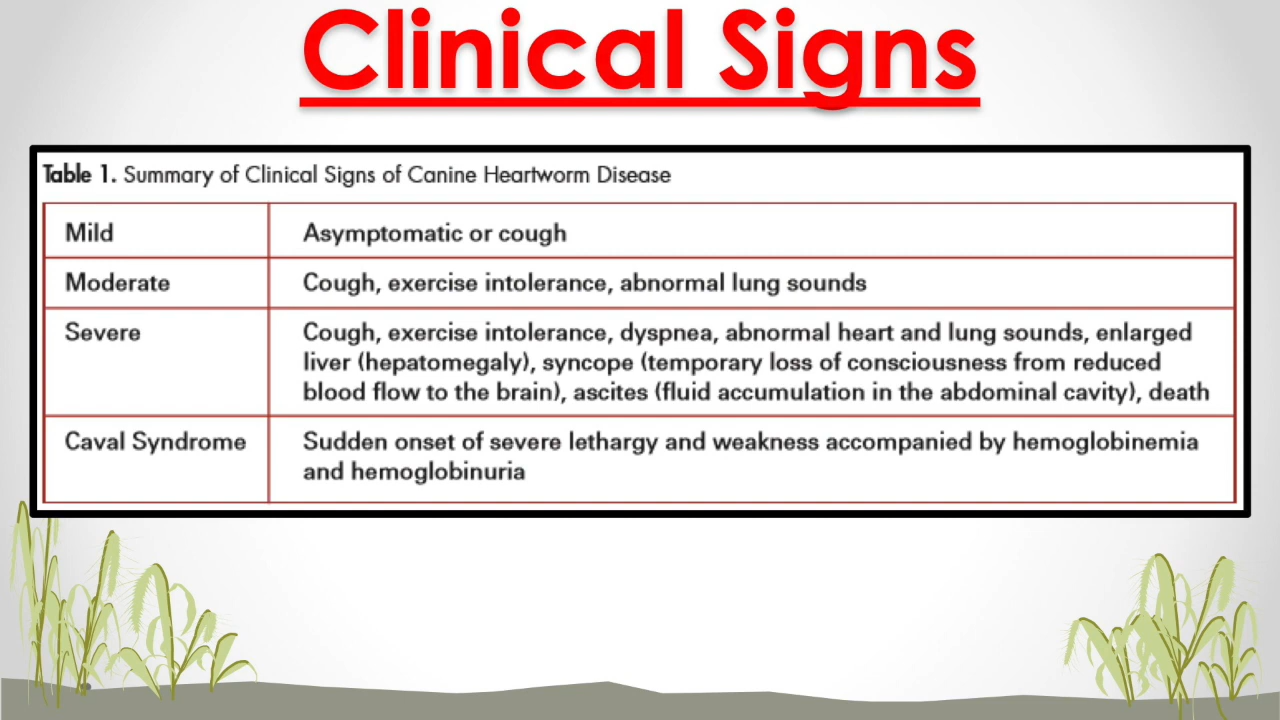 Clinical Signs
Table 1. Summary of Clinical Signs of Canine Heartworm Disease
Mild
Asymptomatic or cough
Moderate
Cough, exercise intolerance, abnormal lung sounds
Severe
Cough, exercise intolerance, dyspnea, abnormal heart and lung sounds, enlarged
liver (hepatomegaly), syncope (temporary loss of consciousness from reduced
blood flow to the brain), ascites (fluid accumulation in the abdominal cavity), death
Caval Syndrome
Sudden onset of severe lethargy and weakness accompanied by hemoglobinemia
and hemoglobinuria